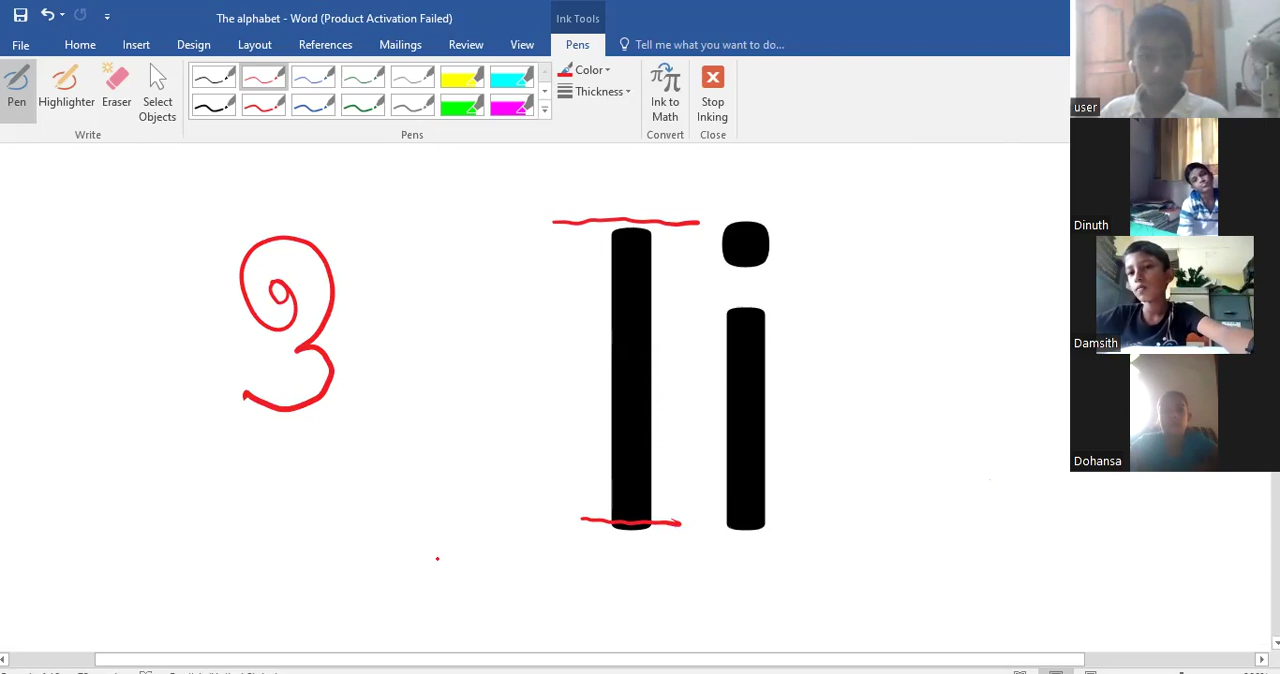 The alphabet - Word (Product Activation Failed)
Ink Tools
File Home Insert Design Layout References Mailings Review View Pens Tell me what you want to do...
Pen
Highlighter
Eraser
Select Objects
Color
Thickness
Ink to Math
Stop Inking
Write
Pens
Convert
Close
user
Dinuth
Damsith
Dohansa
ඉ
I i